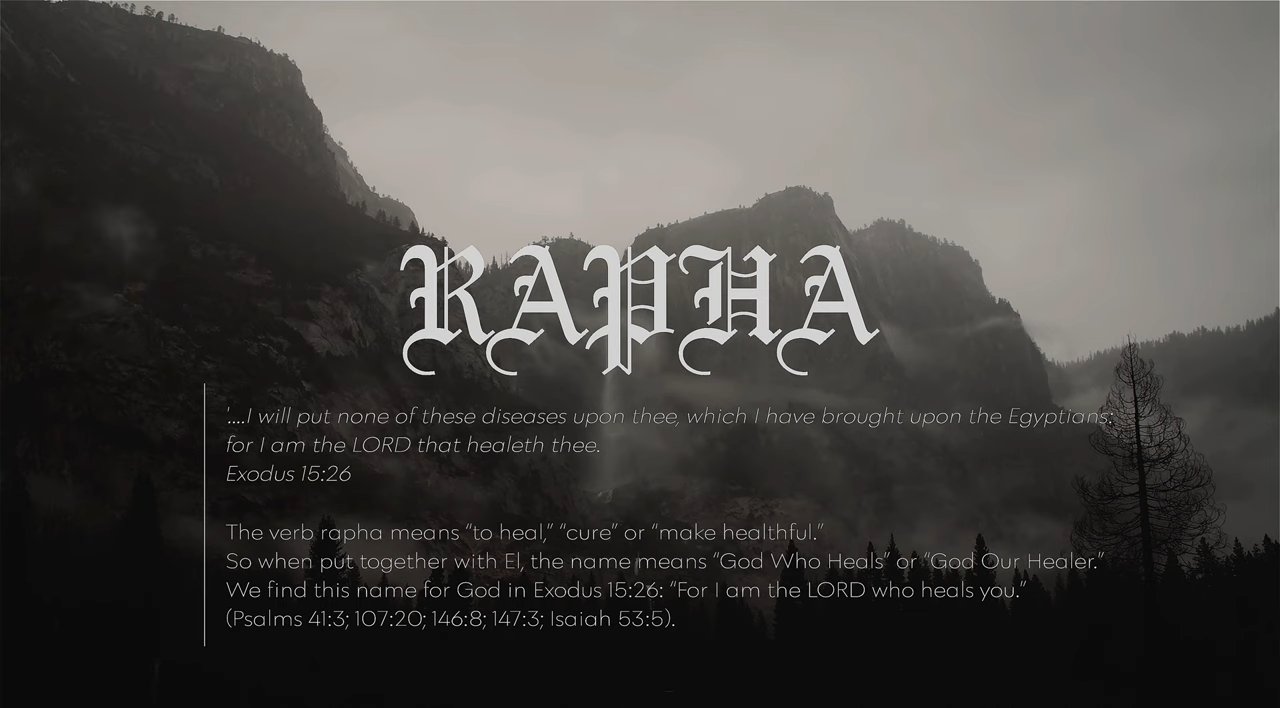 RAPHA
'....I will put none of these diseases upon thee, which I have brought upon the Egyptians;
for I am the LORD that healeth thee.
Exodus 15:26
The verb rapha means “to heal,” “cure” or “make healthful.”
So when put together with El, the name means “God Who Heals” or “God Our Healer.”
We find this name for God in Exodus 15:26: “For I am the LORD who heals you.”
(Psalms 41:3; 107:20; 146:8; 147:3; Isaiah 53:5).